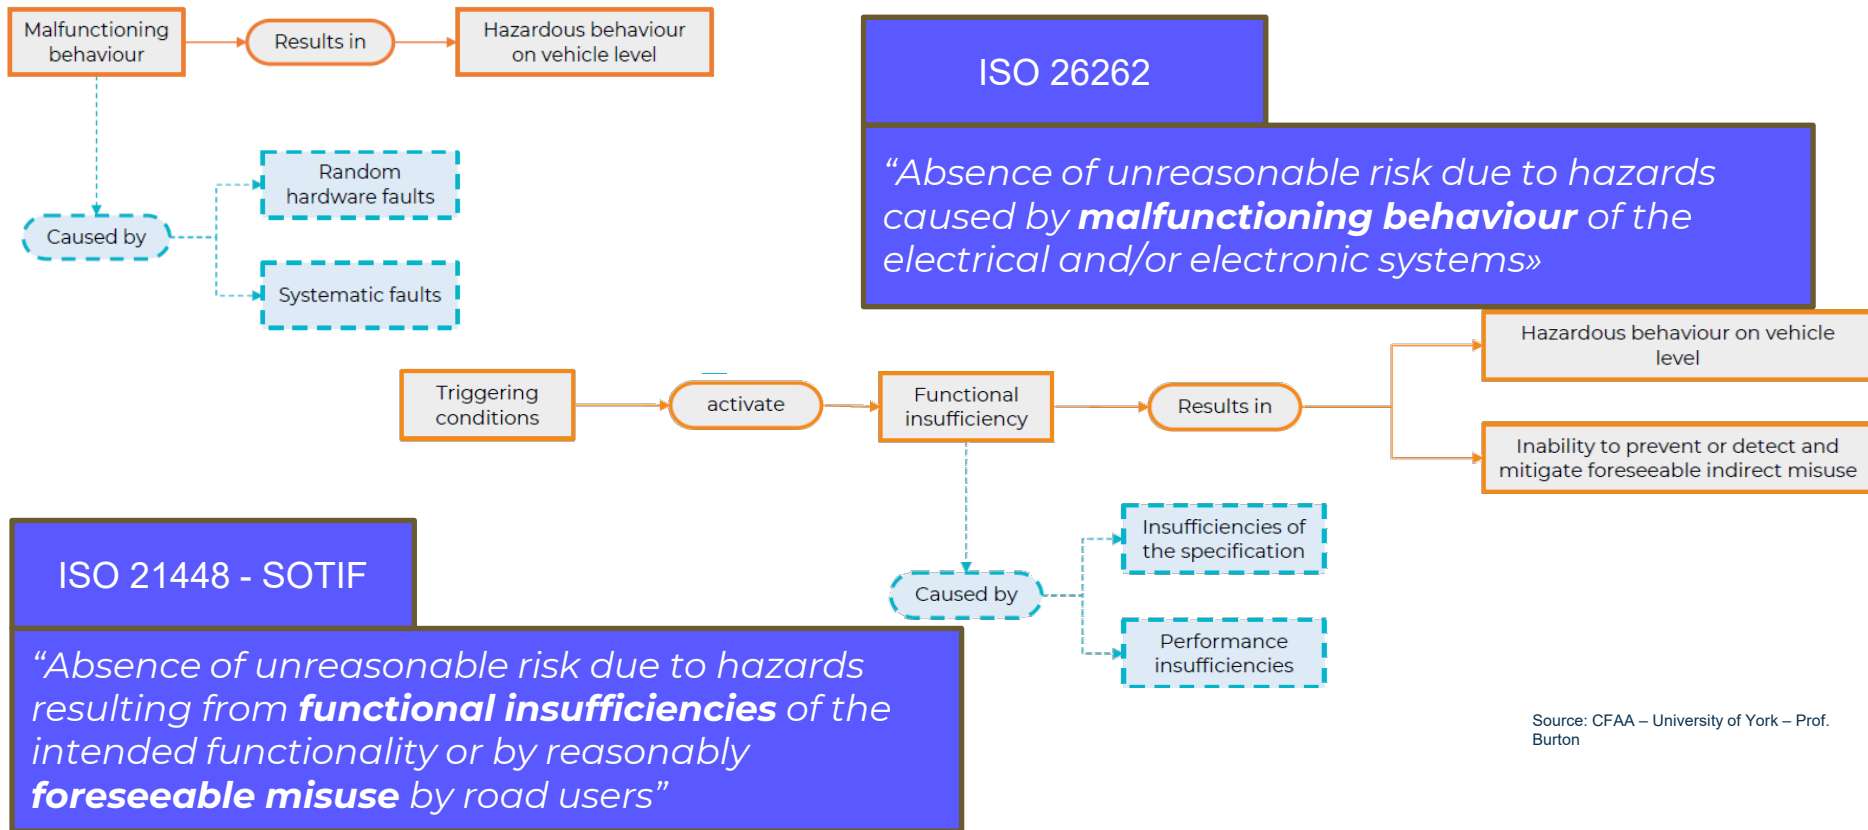 Malfunctioning
behaviour
Results in
Hazardous behaviour
on vehicle level
ISO 26262
“Absence of unreasonable risk due to hazards
caused by malfunctioning behaviour of the
electrical and/or electronic systems»
Random
hardware faults
Caused by
Systematic faults
Triggering
conditions
activate
Functional
insufficiency
Results in
Hazardous behaviour on vehicle
level
Inability to prevent or detect and
mitigate foreseeable indirect misuse
Insufficiencies of
the specification
Caused by
Performance
insufficiencies
ISO 21448 - SOTIF
“Absence of unreasonable risk due to hazards
resulting from functional insufficiencies of the
intended functionality or by reasonably
foreseeable misuse by road users”
Source: CFAA – University of York – Prof.
Burton